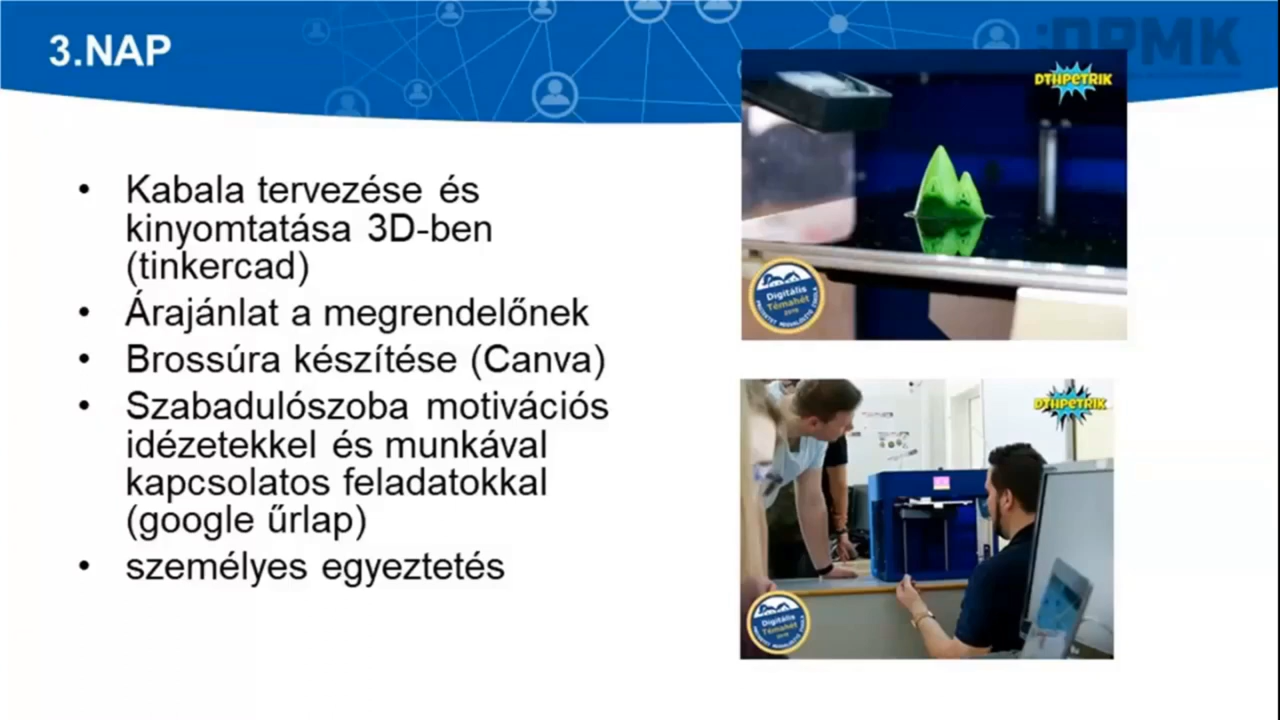 3.NAP
:DPMK
• Kabala tervezése és
kinyomtatása 3D-ben
(tinkercad)
• Árajánlat a megrendelőnek
• Brossúra készítése (Canva)
• Szabadulószoba motivációs
idézetekkel és munkával
kapcsolatos feladatokkal
(google űrlap)
• személyes egyeztetés
DTHPETRIK
Digitális
Témahét
DTHPETRIK
Digitális
Témahét